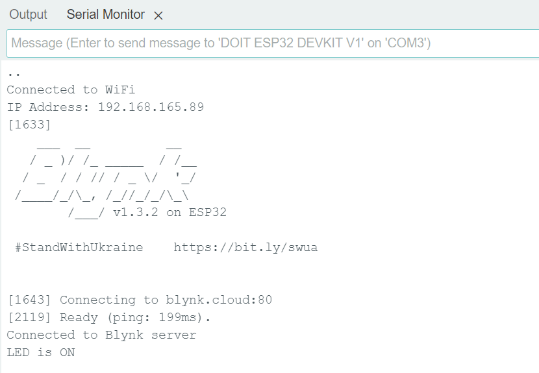 Output Serial Monitor ×
Message (Enter to send message to 'DOIT ESP32 DEVKIT V1' on 'COM3')
..
Connected to WiFi
IP Address: 192.168.165.89
[1633]
    ___  __          __
   / _ )/ /_ _____  / /__
  / _  / / // / _ \/  '_/
 /____/_/\_, /_//_/_/\_\
        /___/ v1.3.2 on ESP32
 #StandWithUkraine    https://bit.ly/swua
[1643] Connecting to blynk.cloud:80
[2119] Ready (ping: 199ms).
Connected to Blynk server
LED is ON